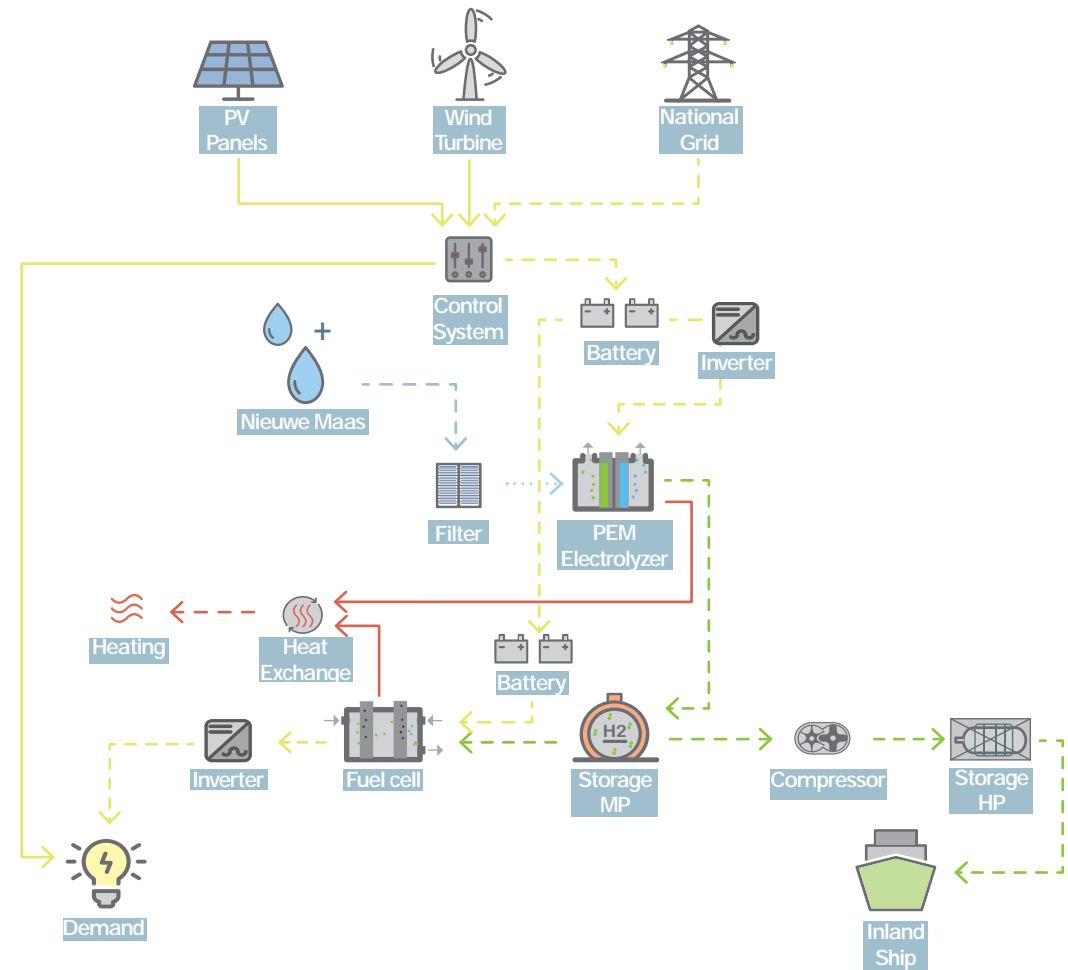 PV
Panels
Wind
Turbine
National
Grid
Control
System
Battery
Inverter
+
Nieuwe Maas
Filter
PEM
Electrolyzer
Heating
Heat
Exchange
Battery
Inverter
Fuel cell
H2
Storage
MP
Compressor
Storage
HP
Demand
Inland
Ship